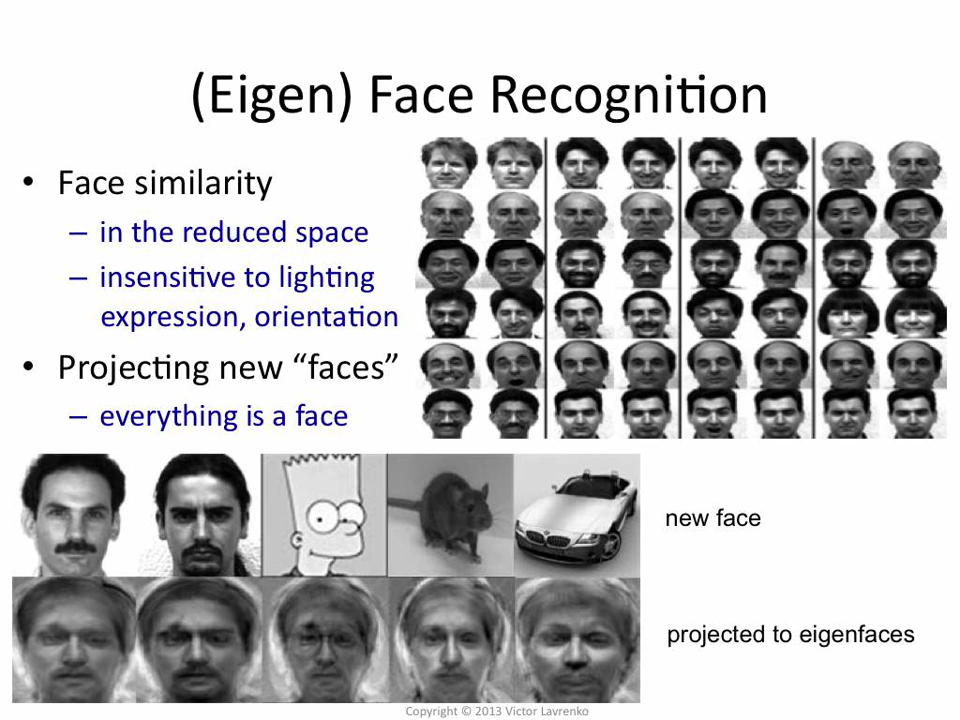 (Eigen) Face Recognition
• Face similarity
– in the reduced space
– insensitive to lighting
expression, orientation
• Projecting new “faces”
– everything is a face
new face
projected to eigenfaces
Copyright © 2013 Victor Lavrenko